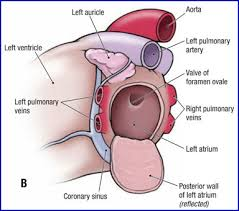 Left auricle
Aorta
Left ventricle
Left pulmonary
artery
Valve of
foramen ovale
Left pulmonary
veins
Right pulmonary
veins
Left atrium
B
Coronary sinus
Posterior wall
of left atrium
(reflected)